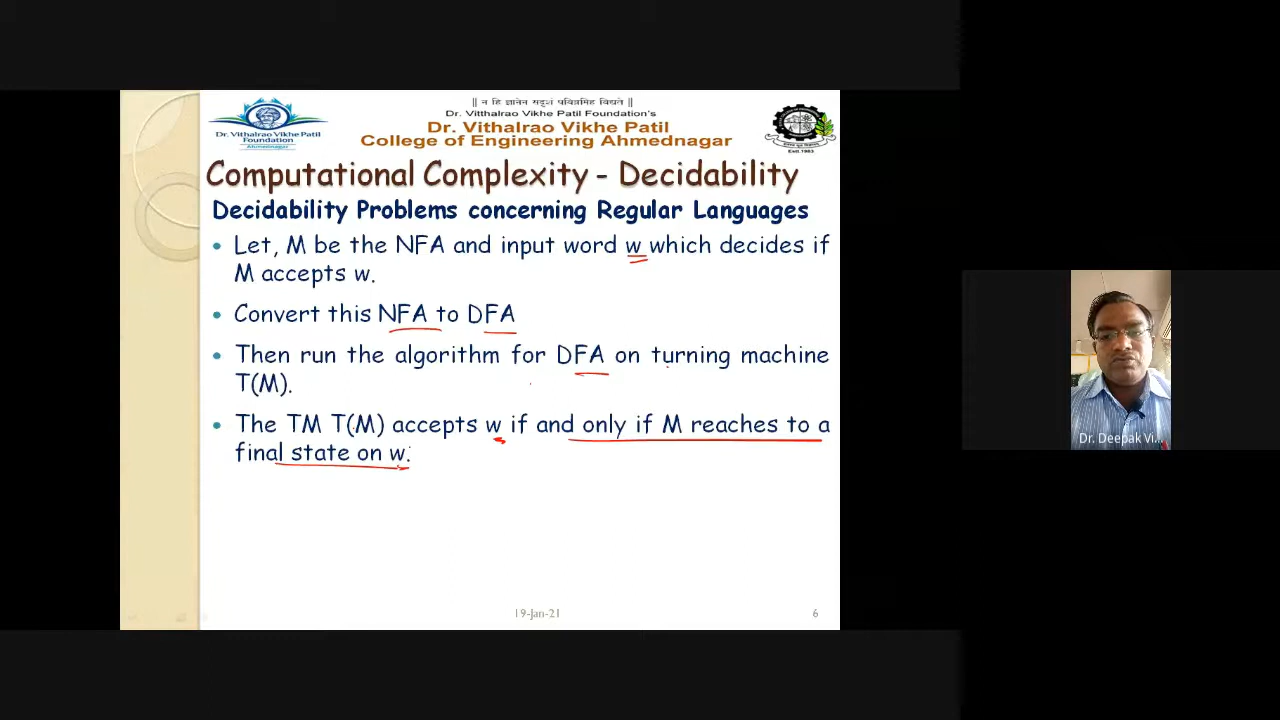 || न हि ज्ञानेन सदृशं पवित्रमिह विद्यते ||
Dr. Vitthalrao Vikhe Patil Foundation's
Dr. Vithalrao Vikhe Patil
College of Engineering Ahmednagar
Dr. Vithalrao Vikhe Patil
Foundation
Ahmednagar
Estd.1983
Computational Complexity - Decidability
Decidability Problems concerning Regular Languages
• Let, M be the NFA and input word w which decides if
M accepts w.
• Convert this NFA to DFA
• Then run the algorithm for DFA on turning machine
T(M).
• The TM T(M) accepts w if and only if M reaches to a
final state on w.
19-Jan-21
6
Dr. Deepak Vi...